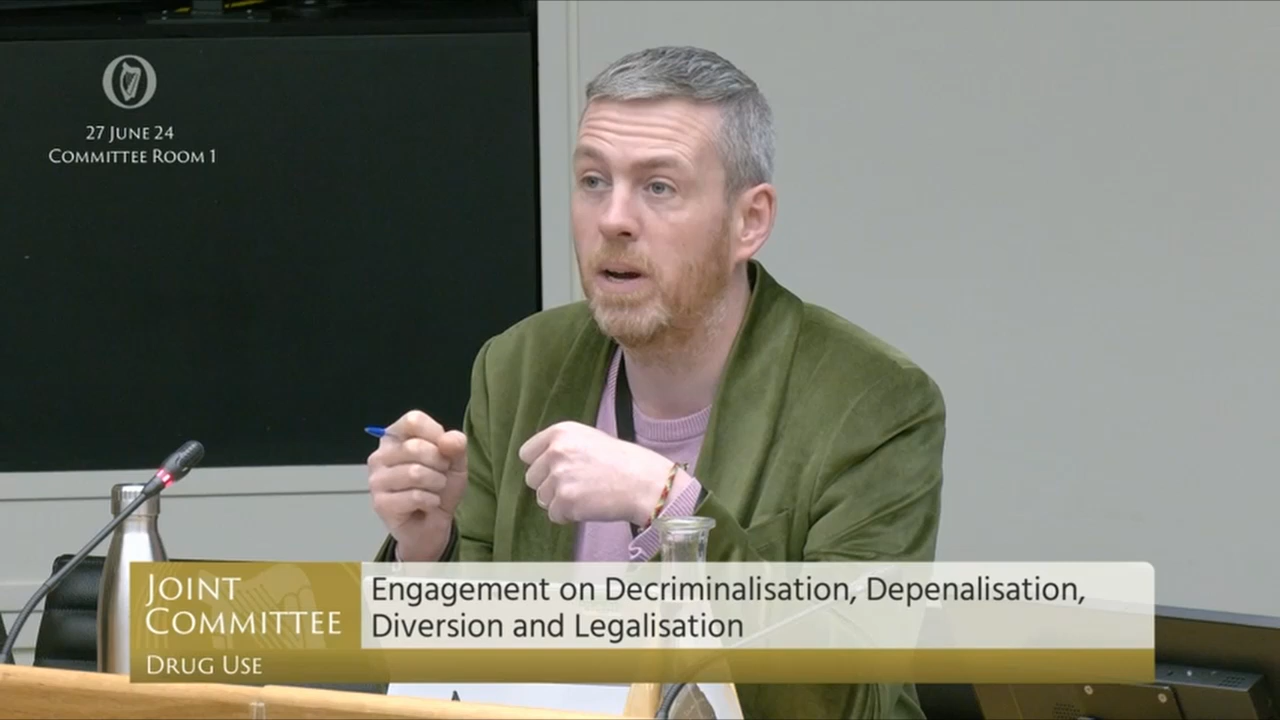 27 June 24
Committee Room 1
Joint
Committee
Engagement on Decriminalisation, Depenalisation,
Diversion and Legalisation
Drug Use